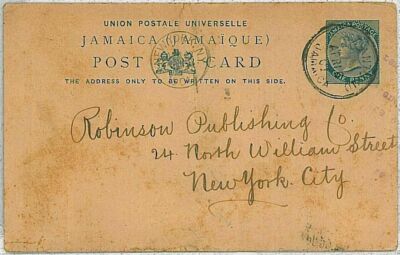 UNION POSTALE UNIVERSELLE
JAMAICA (JAMAÏQUE)
POST CARD
THE ADDRESS ONLY TO BE WRITTEN ON THIS SIDE.
JAMAICA
Robinson Publishing Co.
24 North William Street
New York City